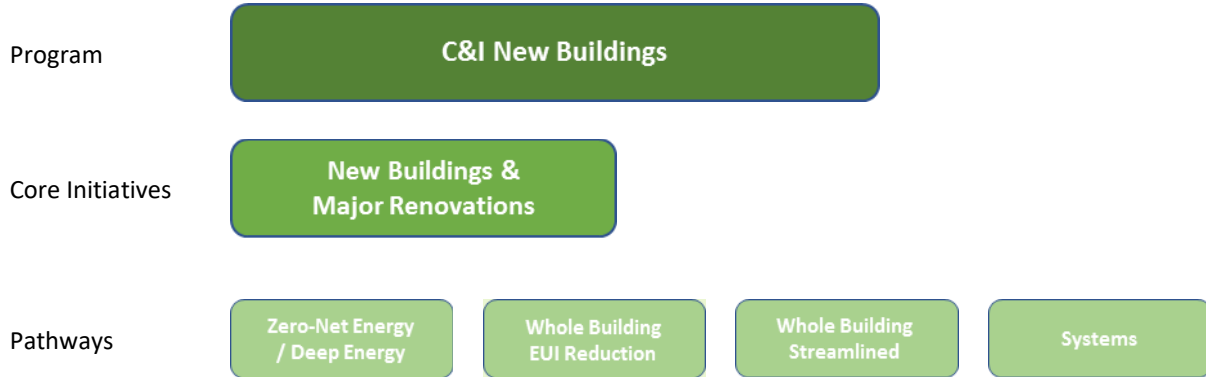 Program
C&I New Buildings
Core Initiatives
New Buildings &
Major Renovations
Pathways
Zero-Net Energy
/ Deep Energy
Whole Building
EUI Reduction
Whole Building
Streamlined
Systems